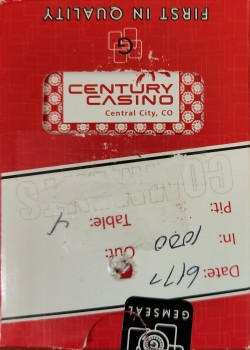 FIRST IN QUALITY
G
CENTURY
CASINO
Central City, CO
Pit: Table: 4
In: 1000 Out:
Date: 6/17
GEMSEAL